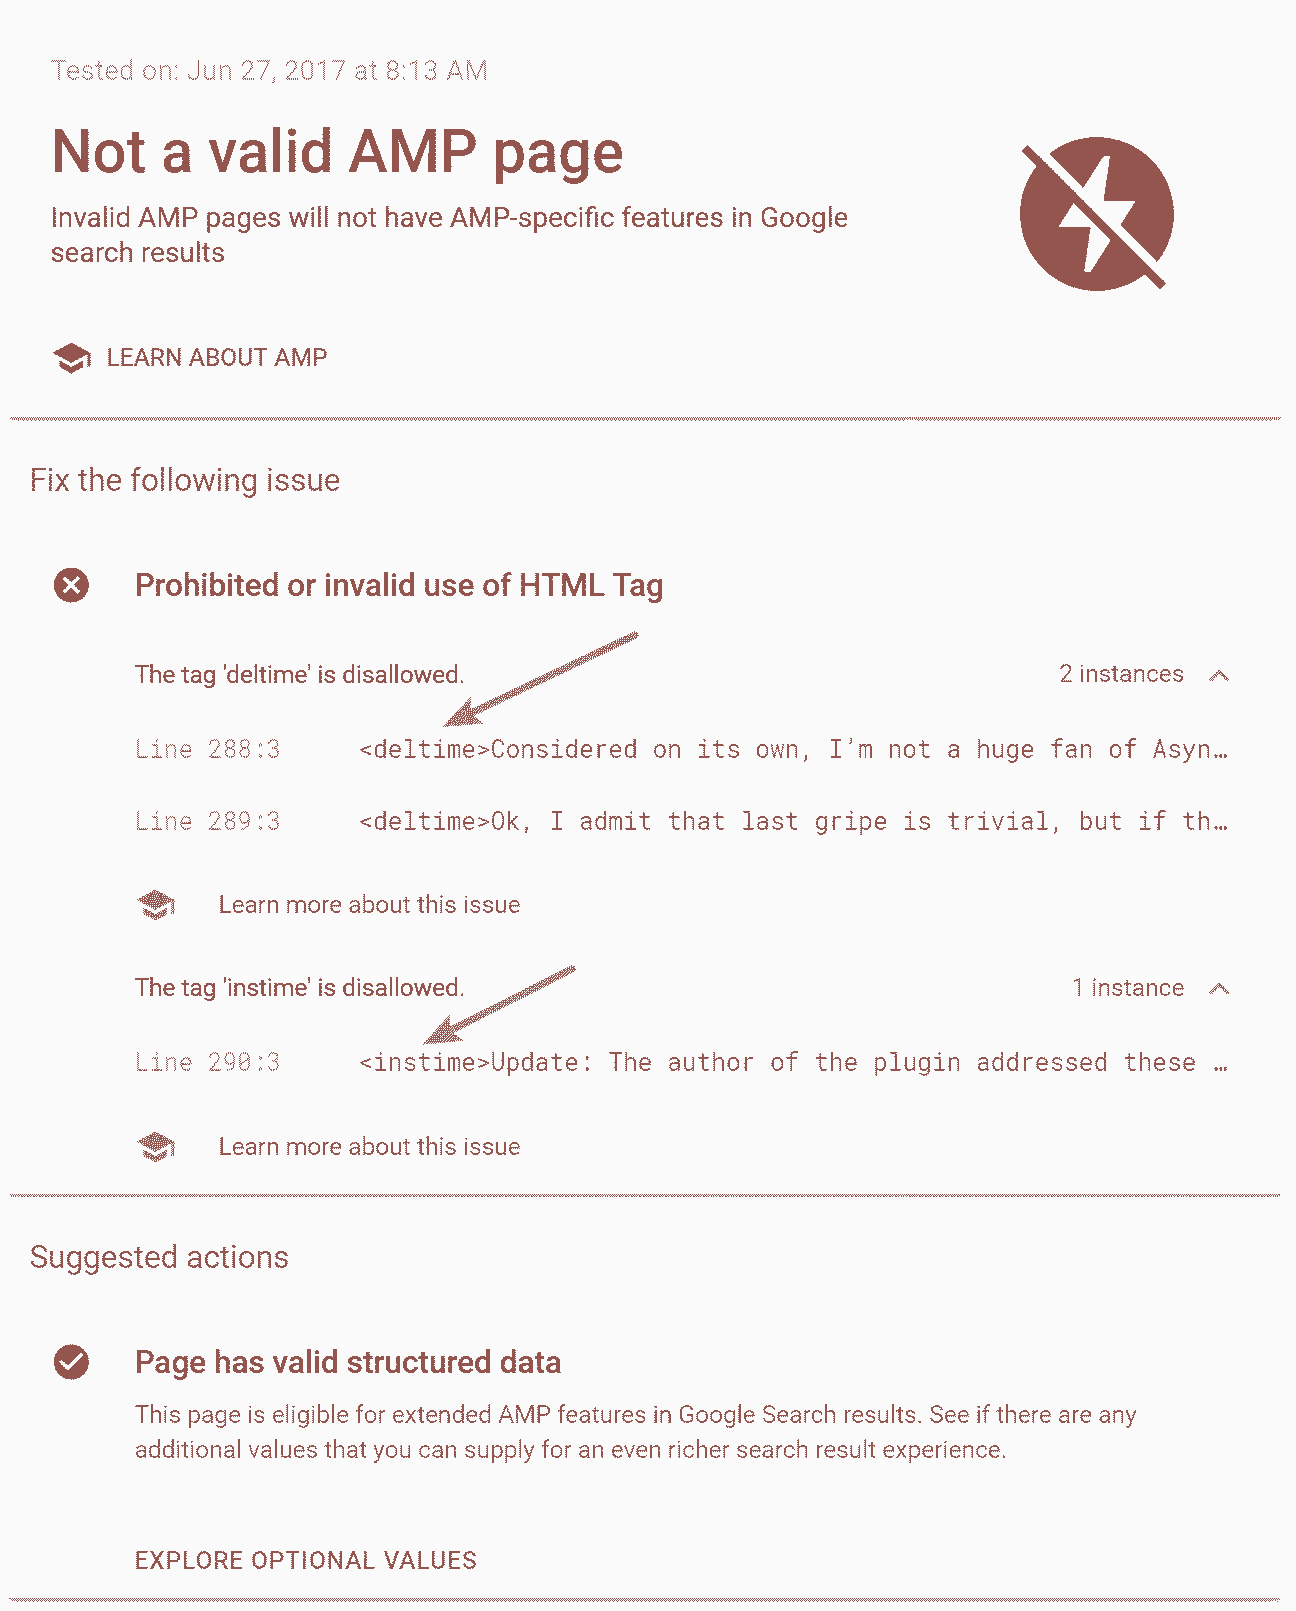 Tested on: Jun 27, 2017 at 8:13 AM
Not a valid AMP page
Invalid AMP pages will not have AMP-specific features in Google
search results
LEARN ABOUT AMP
Fix the following issue
Prohibited or invalid use of HTML Tag
The tag 'deltime' is disallowed. 2 instances
Line 288:3 <deltime>Considered on its own, I'm not a huge fan of Asyn…
Line 289:3 <deltime>Ok, I admit that last gripe is trivial, but if th…
Learn more about this issue
The tag 'instime' is disallowed. 1 instance
Line 290:3 <instime>Update: The author of the plugin addressed these …
Learn more about this issue
Suggested actions
Page has valid structured data
This page is eligible for extended AMP features in Google Search results. See if there are any
additional values that you can supply for an even richer search result experience.
EXPLORE OPTIONAL VALUES